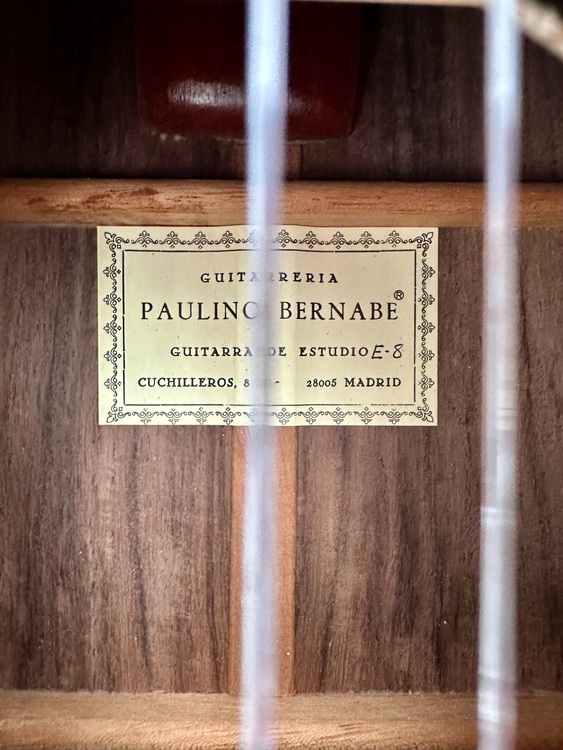 GUITARRERIA
PAULINO BERNABE®
GUITARRA DE ESTUDIO E-8
CUCHILLEROS, 8 - 28005 MADRID